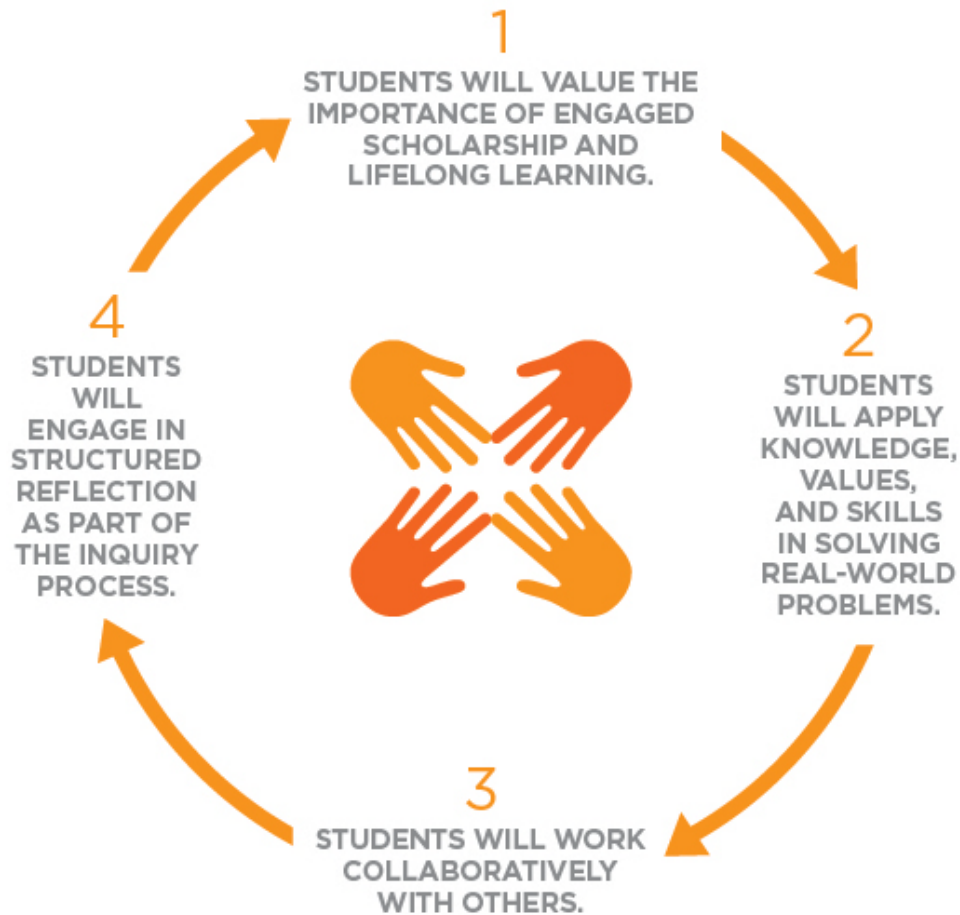 1
STUDENTS WILL VALUE THE
IMPORTANCE OF ENGAGED
SCHOLARSHIP AND
LIFELONG LEARNING.
2
STUDENTS
WILL APPLY
KNOWLEDGE,
VALUES,
AND SKILLS
IN SOLVING
REAL-WORLD
PROBLEMS.
3
STUDENTS WILL WORK
COLLABORATIVELY
WITH OTHERS.
4
STUDENTS
WILL
ENGAGE IN
STRUCTURED
REFLECTION
AS PART OF
THE INQUIRY
PROCESS.